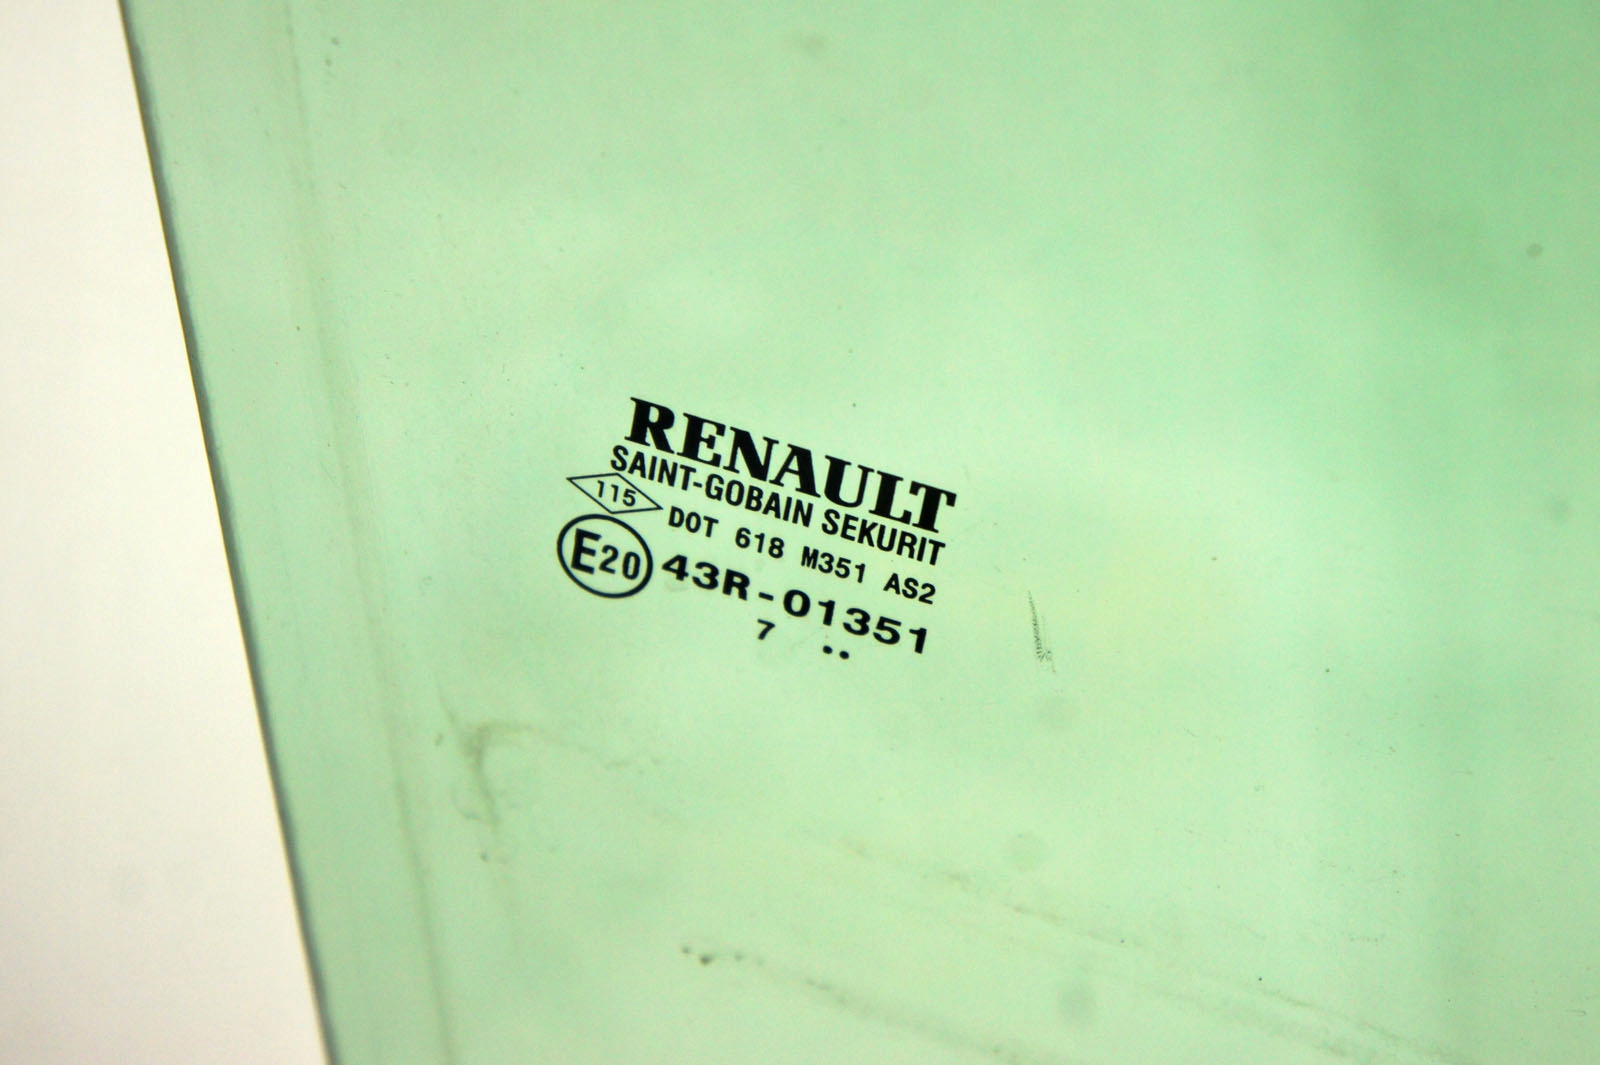 RENAULT
SAINT-GOBAIN SEKURIT
115 DOT 618 M351 AS2
E20 43R-01351
7 ..